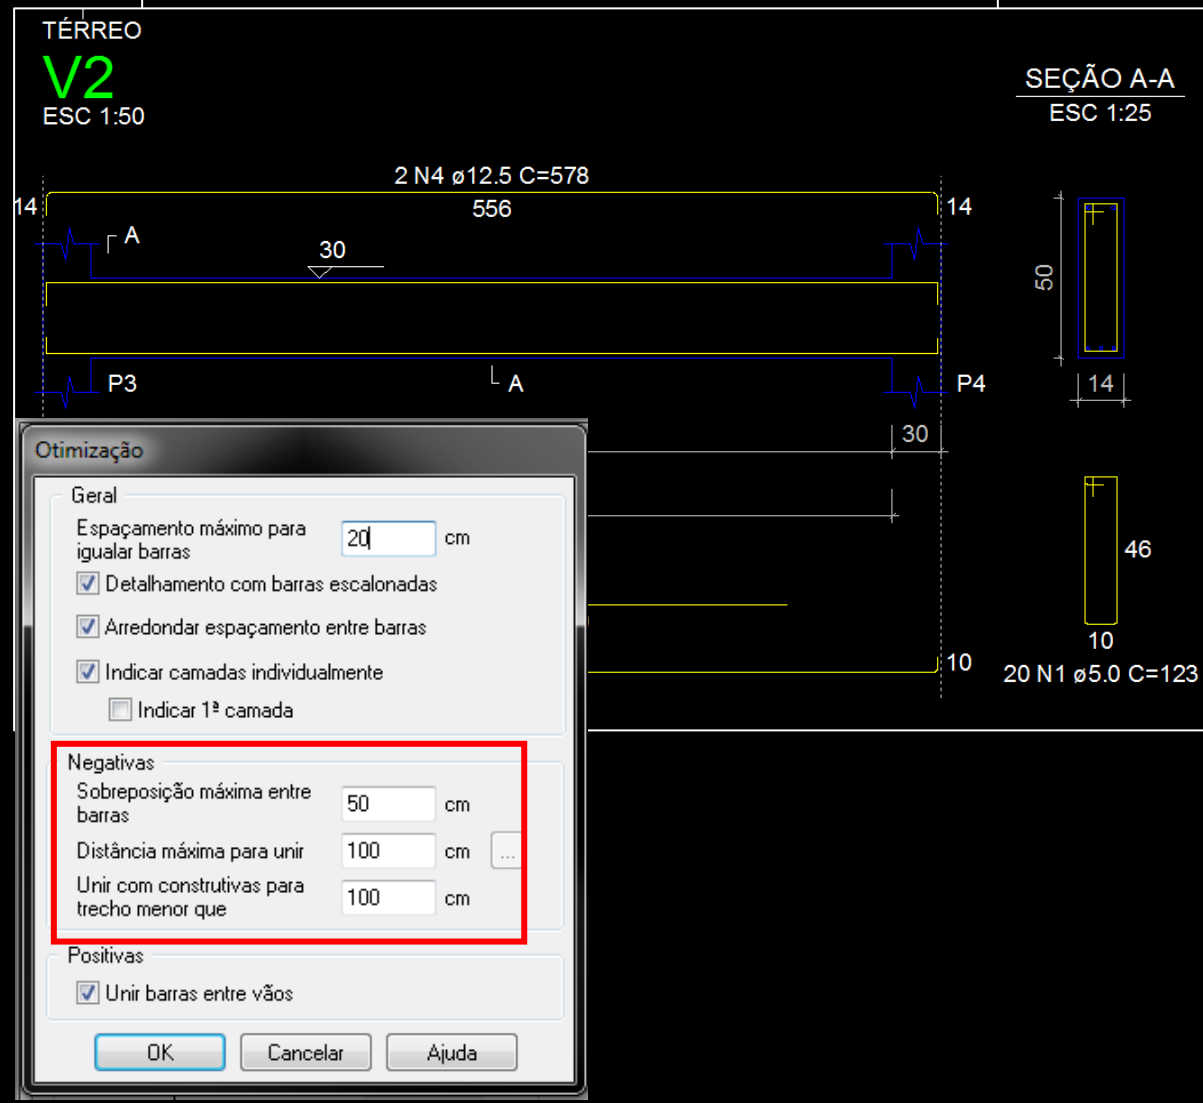 TÉRREO
V2
ESC 1:50
SEÇÃO A-A
ESC 1:25
2 N4 ø12.5 C=578
14
556
14
A
30
50
P3
A
P4
14
30
46
10
10
20 N1 ø5.0 C=123
Otimização
Geral
Espaçamento máximo para
igualar barras
20
cm
Detalhamento com barras escalonadas
Arredondar espaçamento entre barras
Indicar camadas individualmente
Indicar 1ª camada
Negativas
Sobreposição máxima entre
barras
50
cm
Distância máxima para unir
100
cm
...
Unir com construtivas para
trecho menor que
100
cm
Positivas
Unir barras entre vãos
OK
Cancelar
Ajuda